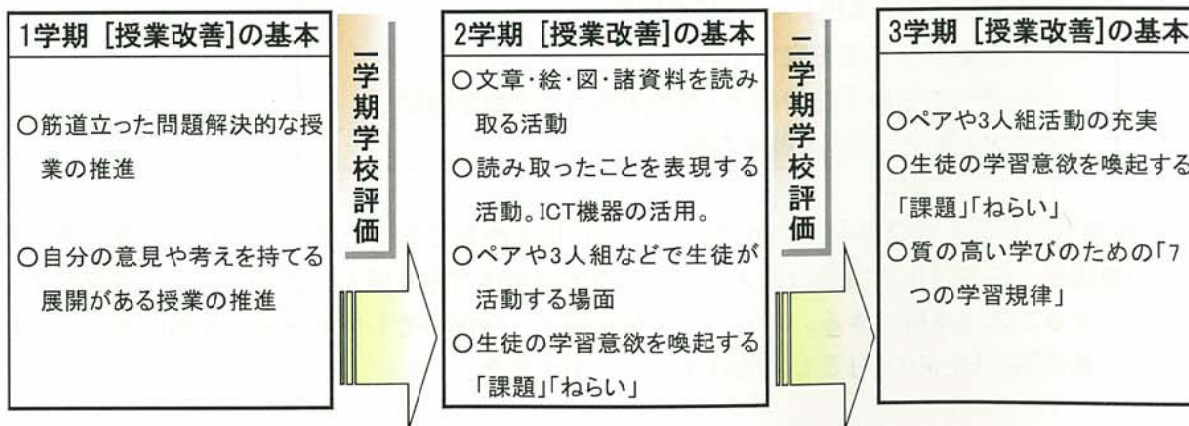 1学期 [授業改善]の基本
○筋道立った問題解決的な授
業の推進
○自分の意見や考えを持てる
展開がある授業の推進
一学期学校評価
2学期 [授業改善]の基本
○文章・絵・図・諸資料を読み
取る活動
○読み取ったことを表現する
活動。ICT機器の活用。
○ペアや3人組などで生徒が
活動する場面
○生徒の学習意欲を喚起する
「課題」「ねらい」
二学期学校評価
3学期 [授業改善]の基本
○ペアや3人組活動の充実
○生徒の学習意欲を喚起する
「課題」「ねらい」
○質の高い学びのための「7
つの学習規律」